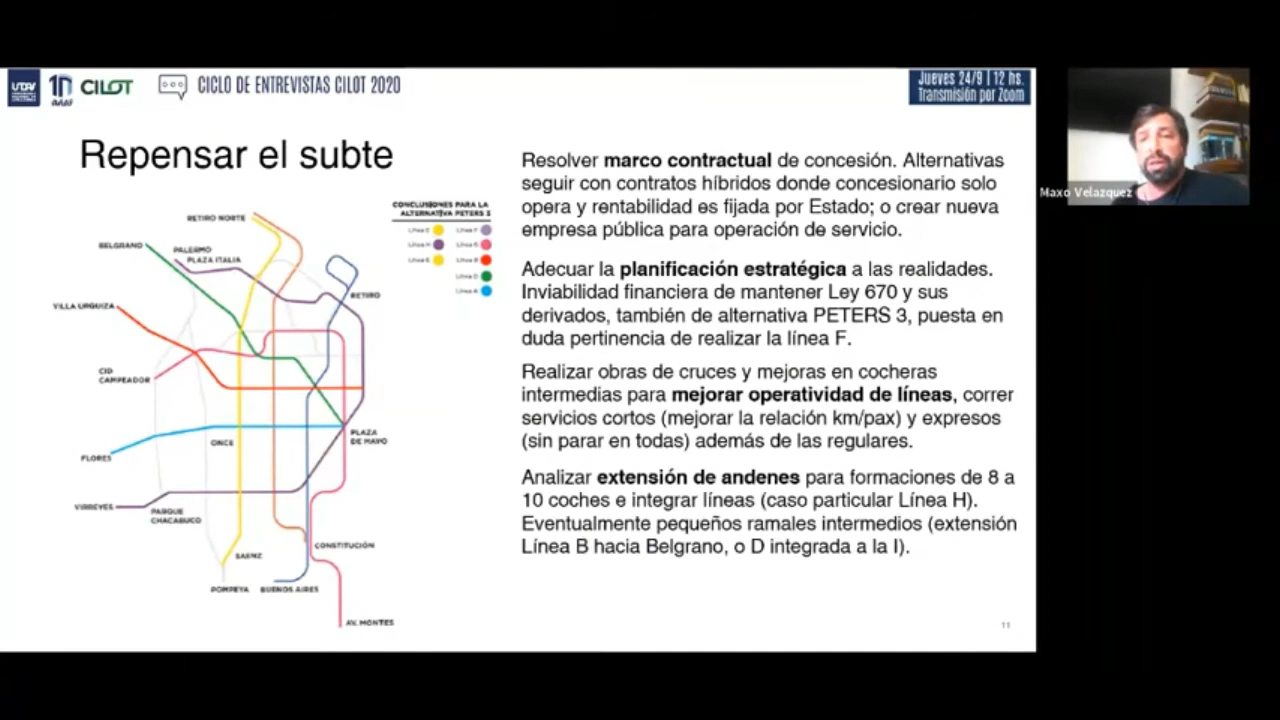 UTDT
10 años
CILOT
CICLO DE ENTREVISTAS CILOT 2020
Jueves 24/9 | 12 hs.
Transmisión por Zoom
Repensar el subte
CONCLUSIONES PARA LA
ALTERNATIVA PETERS 3
RETIRO NORTE
BELGRANO
PALERMO
PLAZA ITALIA
RETIRO
VILLA URQUIZA
CID
CAMPEADOR
ONCE
PLAZA
DE MAYO
FLORES
VIRREYES
PARQUE
CHACABUCO
CONSTITUCIÓN
SAENZ
POMPEYA
BUENOS AIRES
AV. MONTES
Resolver marco contractual de concesión. Alternativas
seguir con contratos híbridos donde concesionario solo
opera y rentabilidad es fijada por Estado; o crear nueva
empresa pública para operación de servicio.
Adecuar la planificación estratégica a las realidades.
Inviabilidad financiera de mantener Ley 670 y sus
derivados, también de alternativa PETERS 3, puesta en
duda pertinencia de realizar la línea F.
Realizar obras de cruces y mejoras en cocheras
intermedias para mejorar operatividad de líneas, correr
servicios cortos (mejorar la relación km/pax) y expresos
(sin parar en todas) además de las regulares.
Analizar extensión de andenes para formaciones de 8 a
10 coches e integrar líneas (caso particular Línea H).
Eventualmente pequeños ramales intermedios (extensión
Línea B hacia Belgrano, o D integrada a la I).
11
Maxo Velazquez